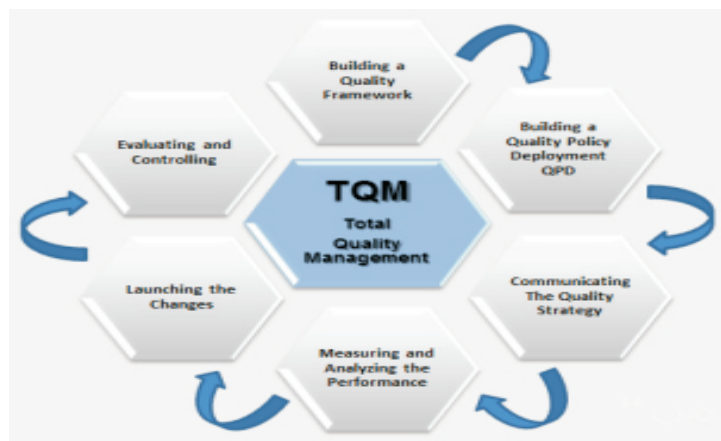 Building a
Quality
Framework
Building a
Quality Policy
Deployment
QPD
Communicating
The Quality
Strategy
Measuring and
Analyzing the
Performance
Launching the
Changes
Evaluating and
Controlling
TQM
Total
Quality
Management